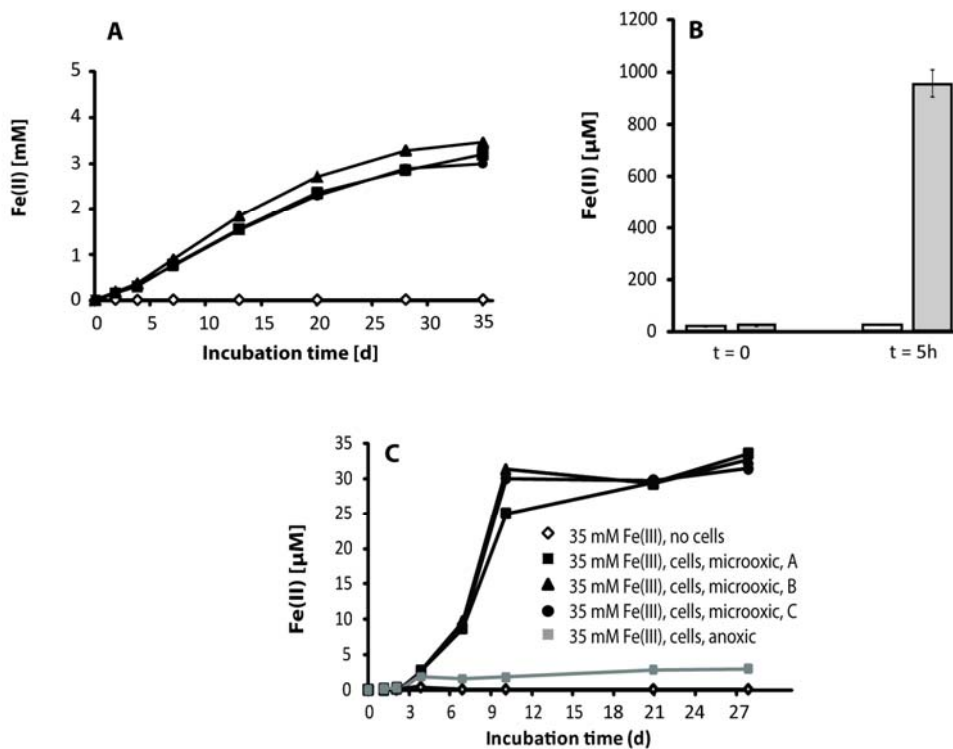 A
Fe(II) [mM]
5
4
3
2
1
0
0 5 10 15 20 25 30 35
Incubation time [d]
B
Fe(II) [µM]
1200
1000
800
600
400
200
0
t = 0 t = 5h
C
Fe(II) [µM]
35
30
25
20
15
10
5
0
35 mM Fe(III), no cells
35 mM Fe(III), cells, microoxic, A
35 mM Fe(III), cells, microoxic, B
35 mM Fe(III), cells, microoxic, C
35 mM Fe(III), cells, anoxic
0 3 6 9 12 15 18 21 24 27
Incubation time (d)